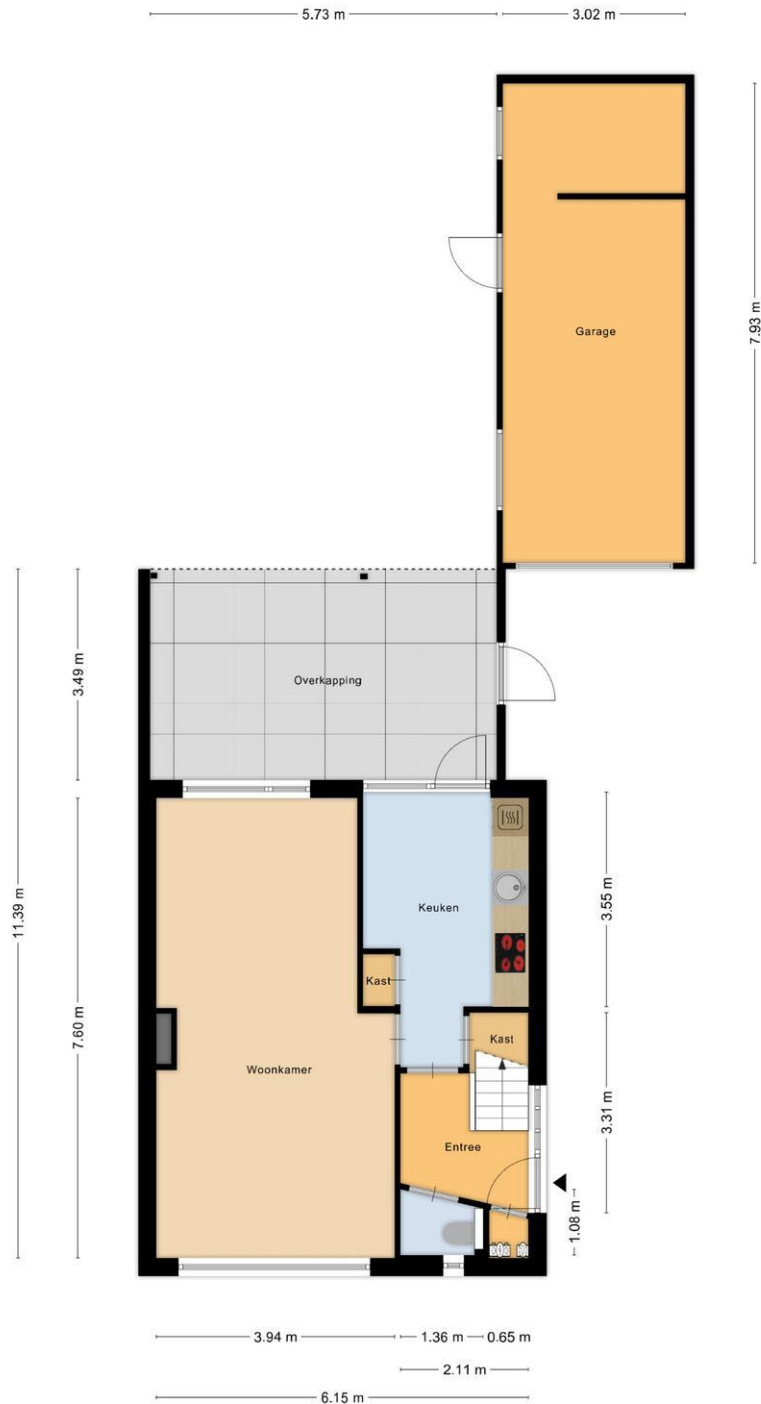 5.73 m
3.02 m
7.93 m
Garage
3.49 m
Overkapping
11.39 m
3.55 m
Keuken
Kast
7.60 m
Kast
Woonkamer
3.31 m
Entree
1.08 m
3.94 m
1.36 m
0.65 m
2.11 m
6.15 m